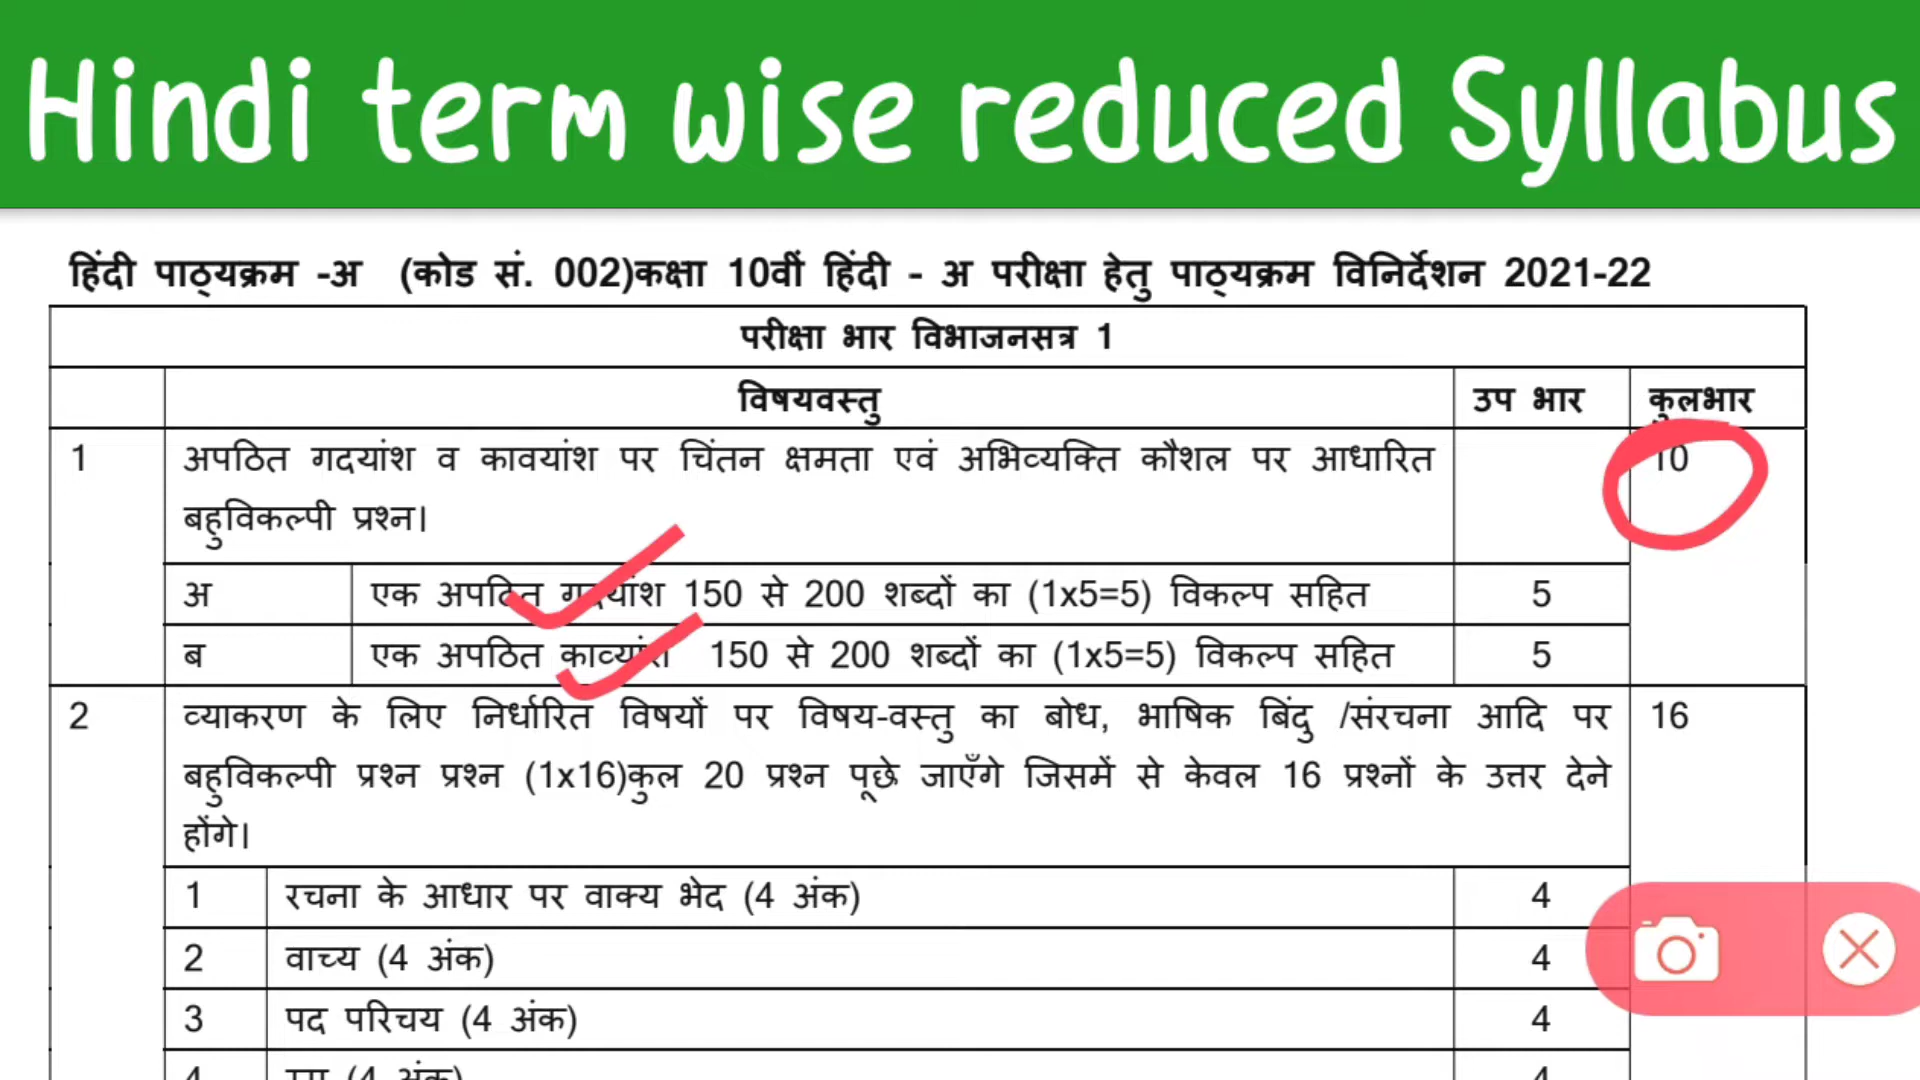 Hindi term wise reduced Syllabus
हिंदी पाठ्यक्रम -अ (कोड सं. 002)कक्षा 10वीं हिंदी - अ परीक्षा हेतु पाठ्यक्रम विनिर्देशन 2021-22
परीक्षा भार विभाजनसत्र 1
विषयवस्तु उप भार कुलभार
1 अपठित गदयांश व कावयांश पर चिंतन क्षमता एवं अभिव्यक्ति कौशल पर आधारित 10
बहुविकल्पी प्रश्न।
अ एक अपठित गदयांश 150 से 200 शब्दों का (1x5=5) विकल्प सहित 5
ब एक अपठित काव्यांश 150 से 200 शब्दों का (1x5=5) विकल्प सहित 5
2 व्याकरण के लिए निर्धारित विषयों पर विषय-वस्तु का बोध, भाषिक बिंदु /संरचना आदि पर 16
बहुविकल्पी प्रश्न प्रश्न (1x16)कुल 20 प्रश्न पूछे जाएँगे जिसमें से केवल 16 प्रश्नों के उत्तर देने
होंगे।
1 रचना के आधार पर वाक्य भेद (4 अंक) 4
2 वाच्य (4 अंक) 4
3 पद परिचय (4 अंक) 4
4 (4 अंक) 4